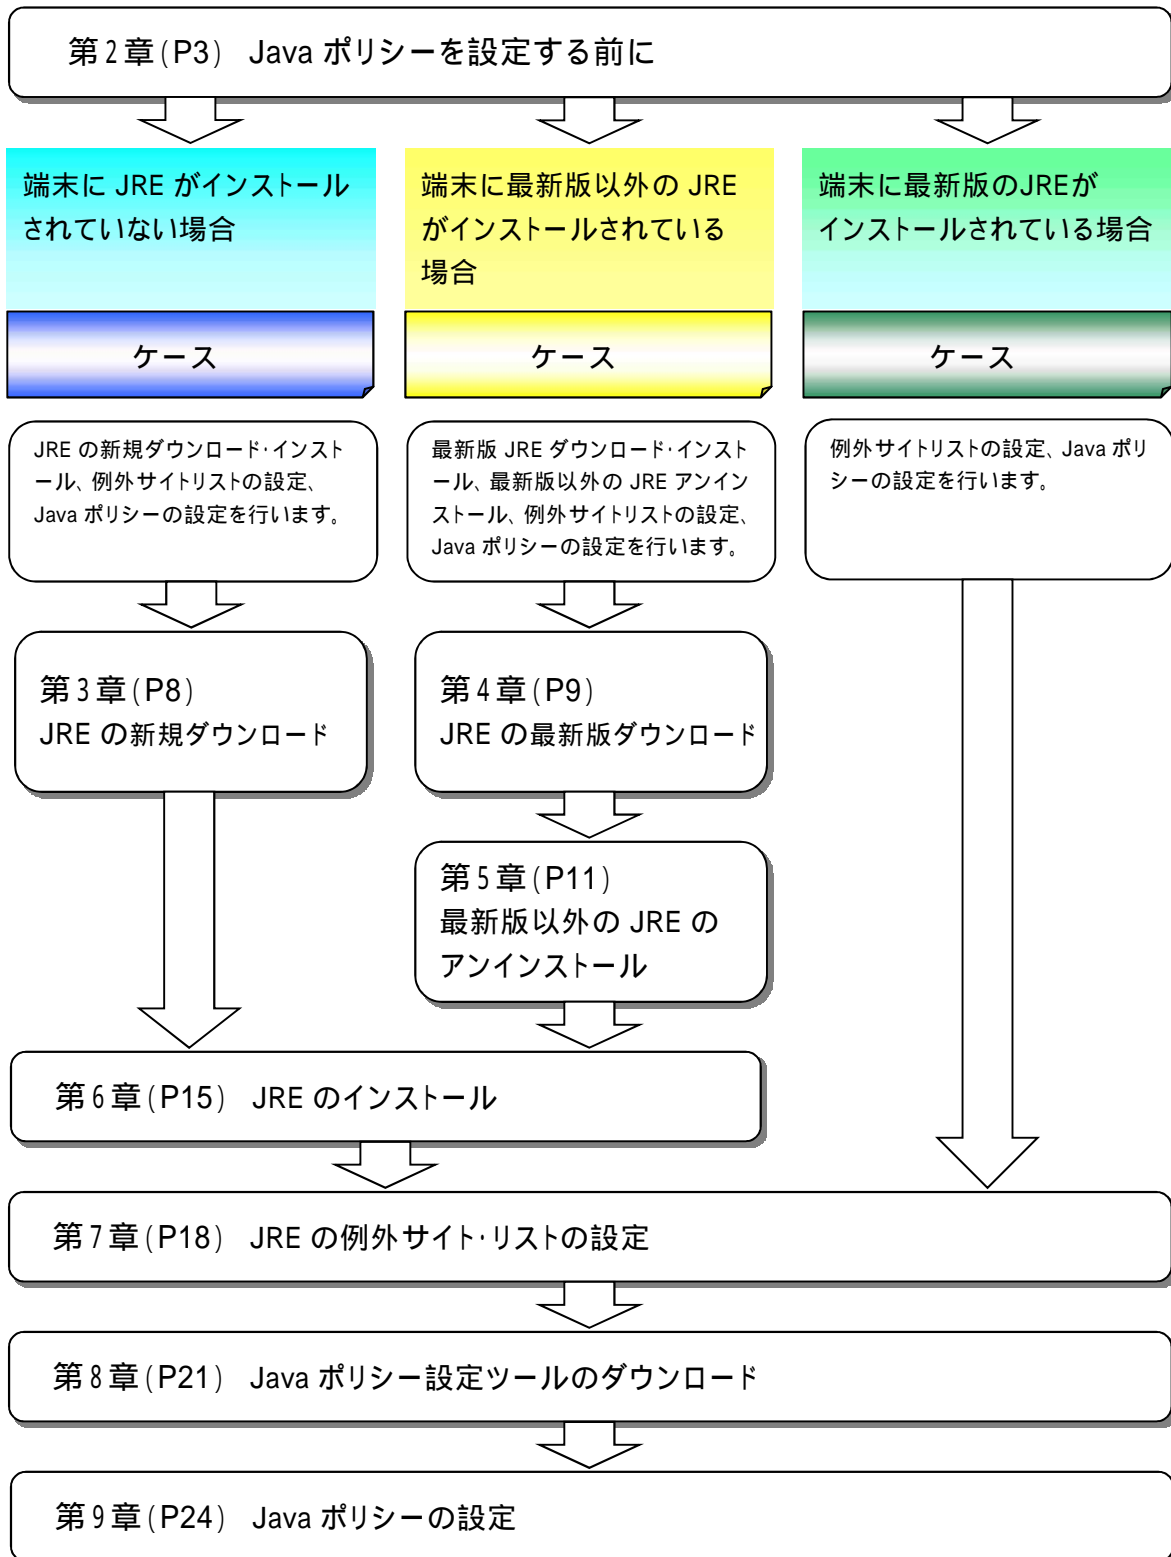 第2章(P3) Java ポリシーを設定する前に
端末に JRE がインストール
されていない場合
端末に最新版以外の JRE
がインストールされている
場合
端末に最新版のJREが
インストールされている場合
ケース
ケース
ケース
JRE の新規ダウンロード・インスト
ール、例外サイトリストの設定、
Java ポリシーの設定を行います。
最新版 JRE ダウンロード・インスト
ール、最新版以外の JRE アンイン
ストール、例外サイトリストの設定、
Java ポリシーの設定を行います。
例外サイトリストの設定、Java ポリ
シーの設定を行います。
第3章(P8)
JRE の新規ダウンロード
第4章(P9)
JRE の最新版ダウンロード
第5章(P11)
最新版以外の JRE の
アンインストール
第6章(P15) JRE のインストール
第7章(P18) JRE の例外サイト・リストの設定
第8章(P21) Java ポリシー設定ツールのダウンロード
第9章(P24) Java ポリシーの設定